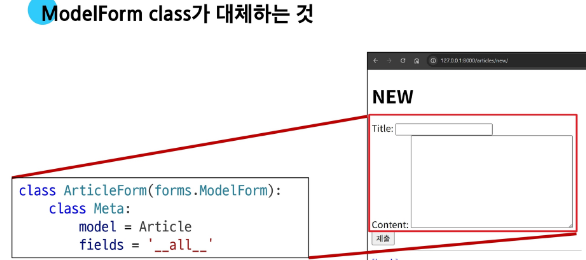 ModelForm class가 대체하는 것
127.0.0.1:8000/articles/new/
NEW
Title:
Content:
제출
class ArticleForm(forms.ModelForm):
    class Meta:
        model = Article
        fields = '__all__'